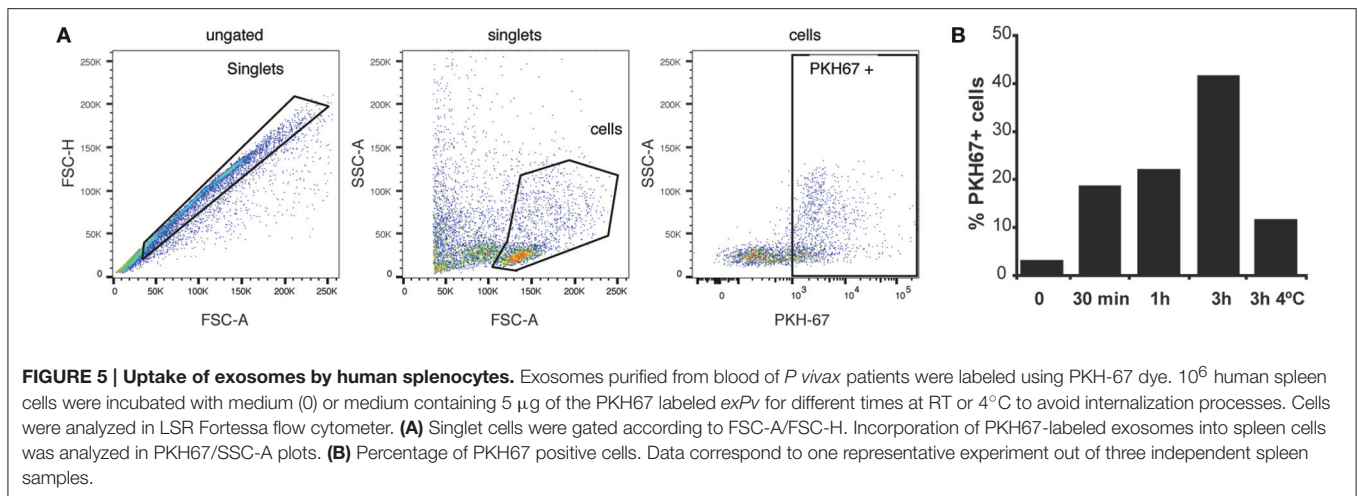 A
ungated
Singlets
FSC-H
250K
200K
150K
100K
50K
0
0 50K 100K 150K 200K 250K
FSC-A
singlets
cells
SSC-A
250K
200K
150K
100K
50K
0
0 50K 100K 150K 200K 250K
FSC-A
cells
PKH67 +
SSC-A
250K
200K
150K
100K
50K
0
0 10³ 10⁴ 10⁵
PKH-67
B
% PKH67+ cells
50
40
30
20
10
0
0 30 min 1h 3h 3h 4ºC
FIGURE 5 | Uptake of exosomes by human splenocytes. Exosomes purified from blood of P vivax patients were labeled using PKH-67 dye. 10⁶ human spleen
cells were incubated with medium (0) or medium containing 5 μg of the PKH67 labeled exPv for different times at RT or 4°C to avoid internalization processes. Cells
were analyzed in LSR Fortessa flow cytometer. (A) Singlet cells were gated according to FSC-A/FSC-H. Incorporation of PKH67-labeled exosomes into spleen cells
was analyzed in PKH67/SSC-A plots. (B) Percentage of PKH67 positive cells. Data correspond to one representative experiment out of three independent spleen
samples.